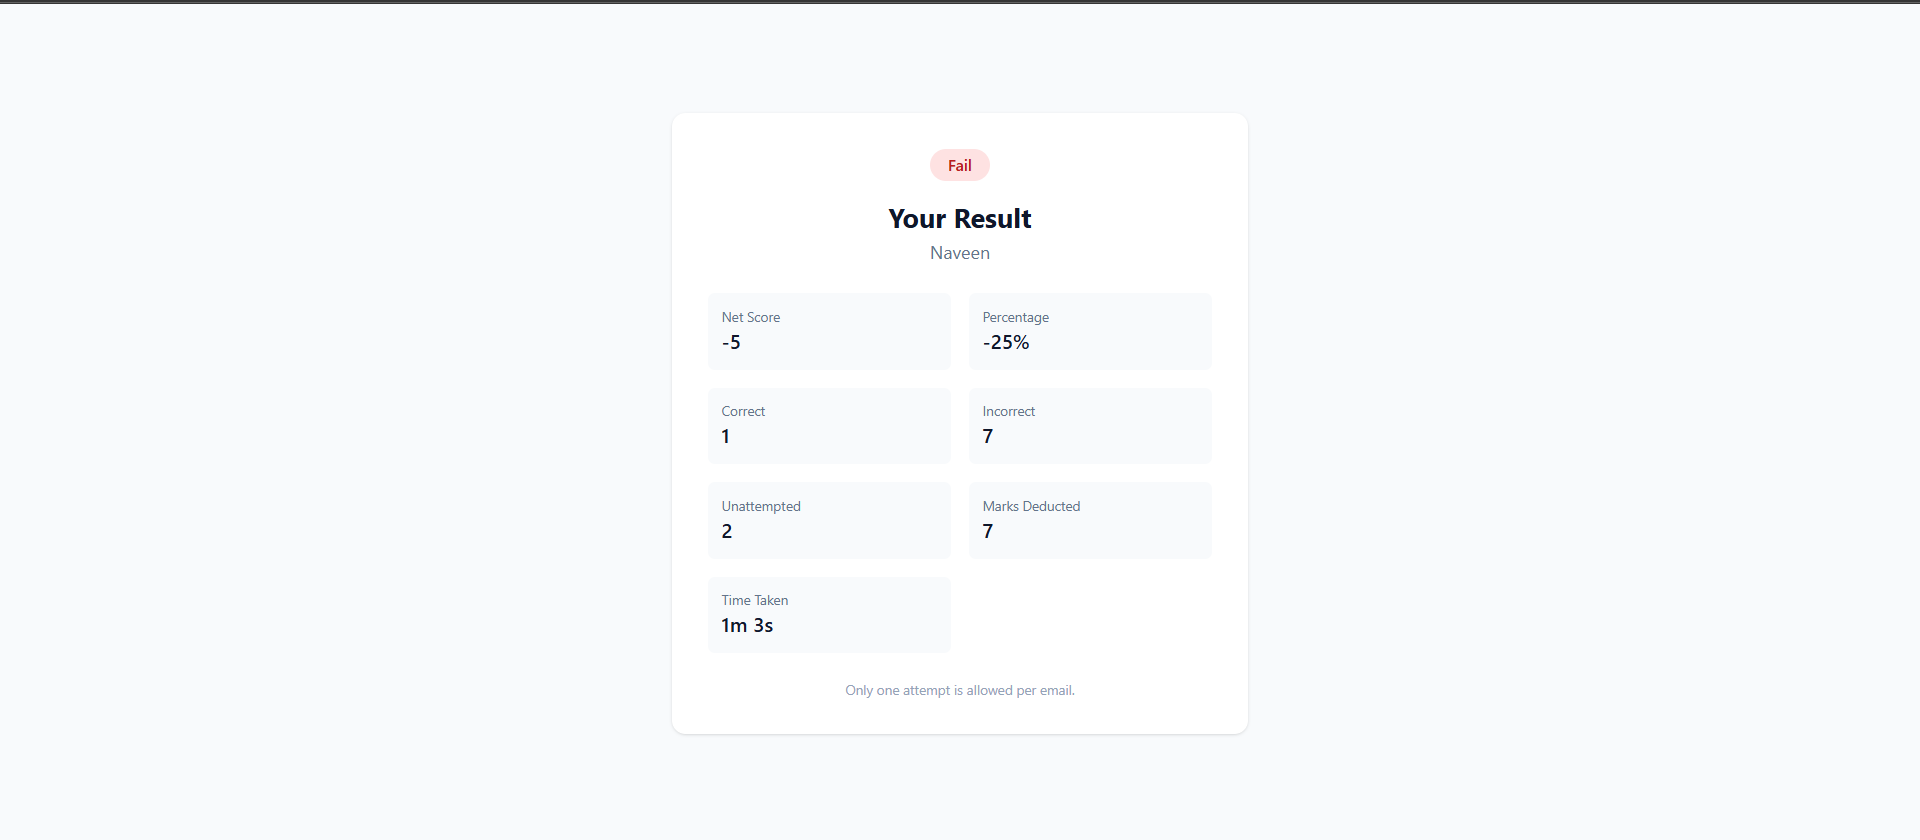 Fail
Your Result
Naveen
Net Score
-5
Percentage
-25%
Correct
1
Incorrect
7
Unattempted
2
Marks Deducted
7
Time Taken
1m 3s
Only one attempt is allowed per email.